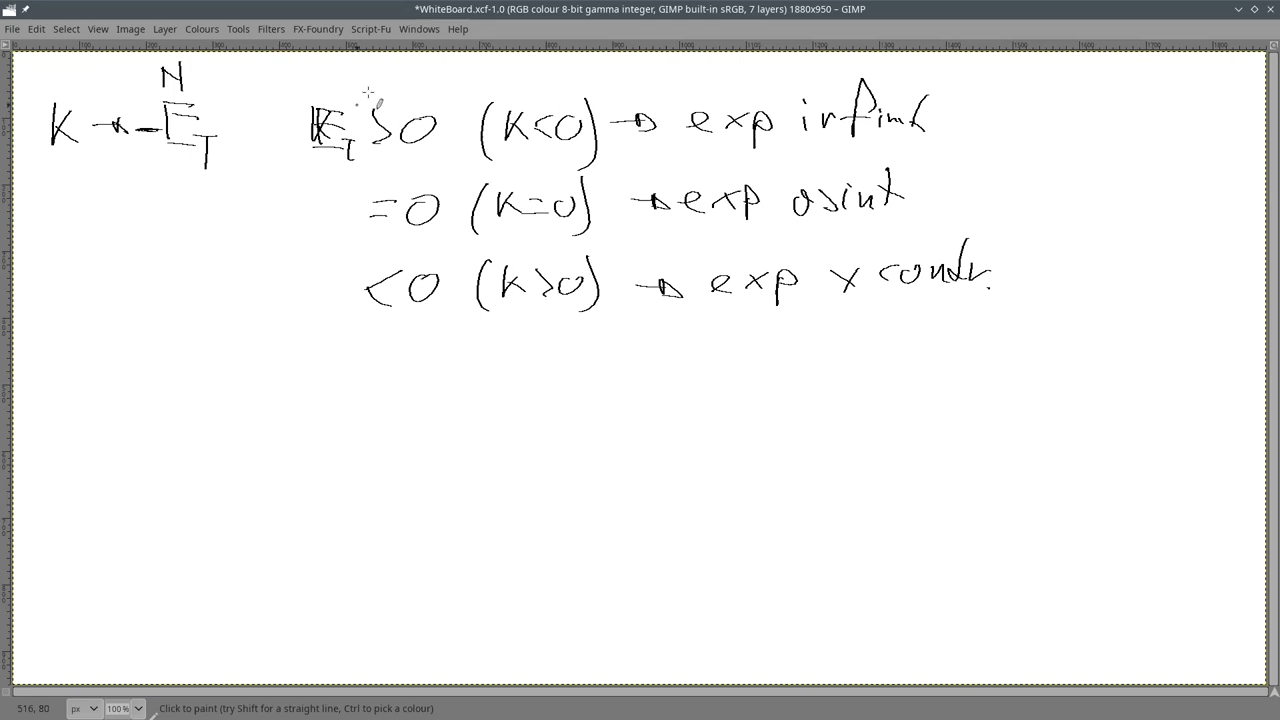 *WhiteBoard.xcf-1.0 (RGB colour 8-bit gamma integer, GIMP built-in sRGB, 7 layers) 1880x950 – GIMP
File Edit Select View Image Layer Colours Tools Filters FX-Foundry Script-Fu Windows Help
N
K → -E_T E_T >0 (K<0) → exp infinit
=0 (K=0) → exp asint
<0 (K>0) → exp y contr.
516, 80 px 100% Click to paint (try Shift for a straight line, Ctrl to pick a colour)